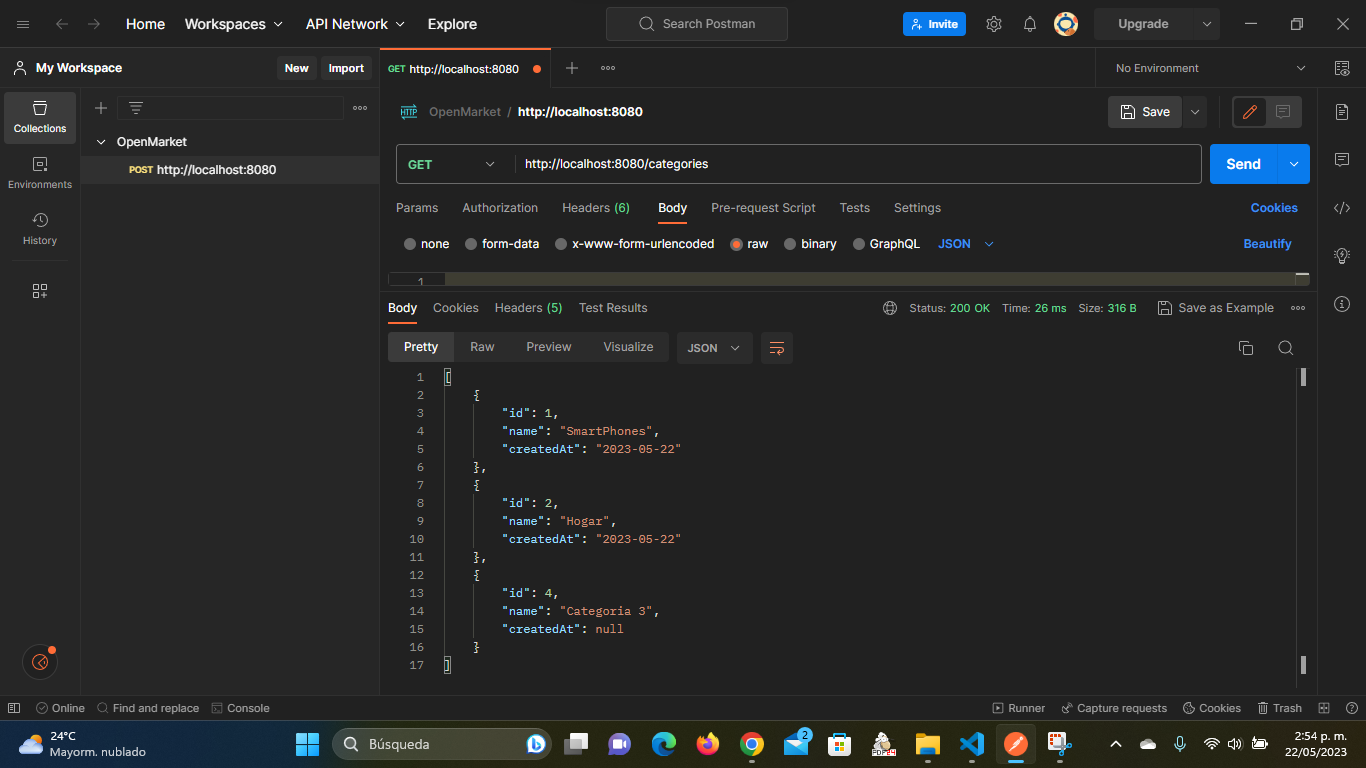 Home Workspaces API Network Explore Search Postman Invite Upgrade
My Workspace New Import GET http://localhost:8080 No Environment
Collections
Environments
History
OpenMarket
POST http://localhost:8080
HTTP OpenMarket / http://localhost:8080 Save
GET http://localhost:8080/categories Send
Params Authorization Headers (6) Body Pre-request Script Tests Settings Cookies
none form-data x-www-form-urlencoded raw binary GraphQL JSON Beautify
1
Body Cookies Headers (5) Test Results Status: 200 OK Time: 26 ms Size: 316 B Save as Example
Pretty Raw Preview Visualize JSON
1 [
2 {
3 "id": 1,
4 "name": "SmartPhones",
5 "createdAt": "2023-05-22"
6 },
7 {
8 "id": 2,
9 "name": "Hogar",
10 "createdAt": "2023-05-22"
11 },
12 {
13 "id": 4,
14 "name": "Categoria 3",
15 "createdAt": null
16 }
17 ]
Online Find and replace Console Runner Capture requests Cookies Trash
24°C
Mayorm. nublado
Búsqueda
2
PDF24
2:54 p. m.
22/05/2023